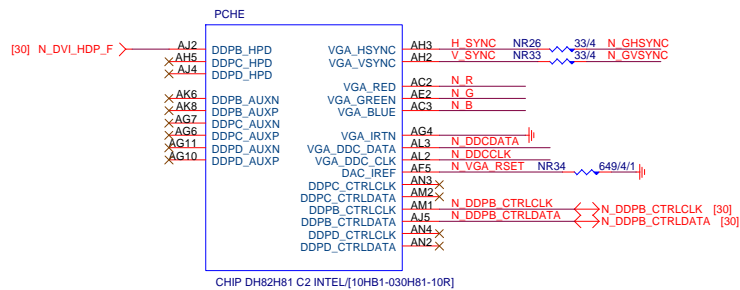 PCHE
[30] N_DVI_HDP_F AJ2 DDPB_HPD VGA_HSYNC AH3 H_SYNC NR26 33/4 N_GHSYNC
AH5 DDPC_HPD VGA_VSYNC AH2 V_SYNC NR33 33/4 N_GVSYNC
AJ4 DDPD_HPD
VGA_RED AC2 N_R
AK6 DDPB_AUXN VGA_GREEN AE2 N_G
AK8 DDPB_AUXP VGA_BLUE AC3 N_B
AG7 DDPC_AUXN
AG6 DDPC_AUXP VGA_IRTN AG4
AG11 DDPD_AUXN VGA_DDC_DATA AL3 N_DDCDATA
AG10 DDPD_AUXP VGA_DDC_CLK AL2 N_DDCCLK
DAC_IREF AF5 N_VGA_RSET NR34 649/4/1
DDPC_CTRLCLK AN3
DDPC_CTRLDATA AM2
DDPB_CTRLCLK AM1 N_DDPB_CTRLCLK N_DDPB_CTRLCLK [30]
DDPB_CTRLDATA AJ5 N_DDPB_CTRLDATA N_DDPB_CTRLDATA [30]
DDPD_CTRLCLK AN4
DDPD_CTRLDATA AN2
CHIP DH82H81 C2 INTEL/[10HB1-030H81-10R]